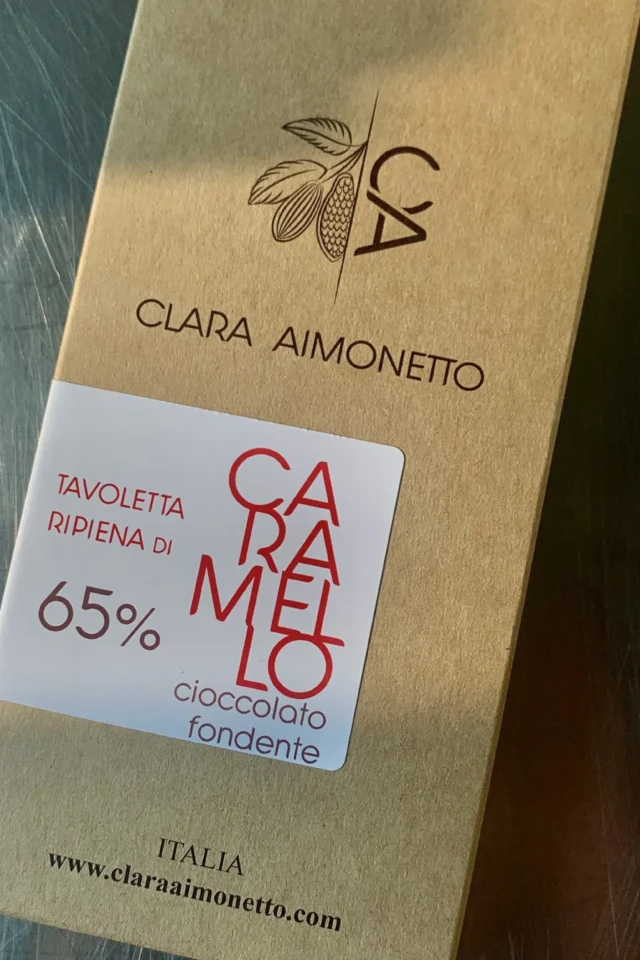 CA
CLARA AIMONETTO
TAVOLETTA
RIPIENA DI
CA
RA
MEL
LO
65%
cioccolato
fondente
ITALIA
www.claraaimonetto.com